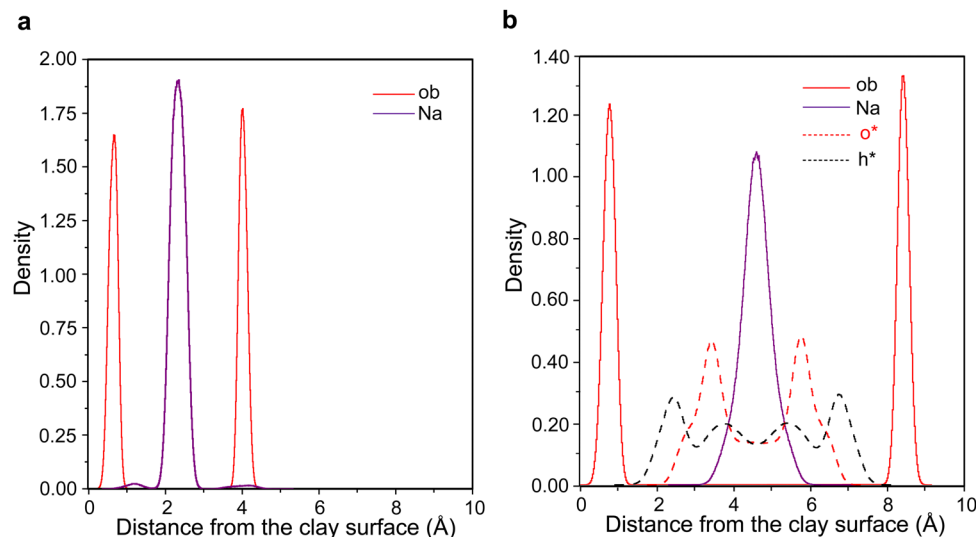 a
2.00
1.75
1.50
1.25
1.00
0.75
0.50
0.25
0.00
Density
0 2 4 6 8 10
Distance from the clay surface (Å)
ob
Na
b
1.40
1.20
1.00
0.80
0.60
0.40
0.20
0.00
Density
0 2 4 6 8 10
Distance from the clay surface (Å)
ob
Na
o*
h*